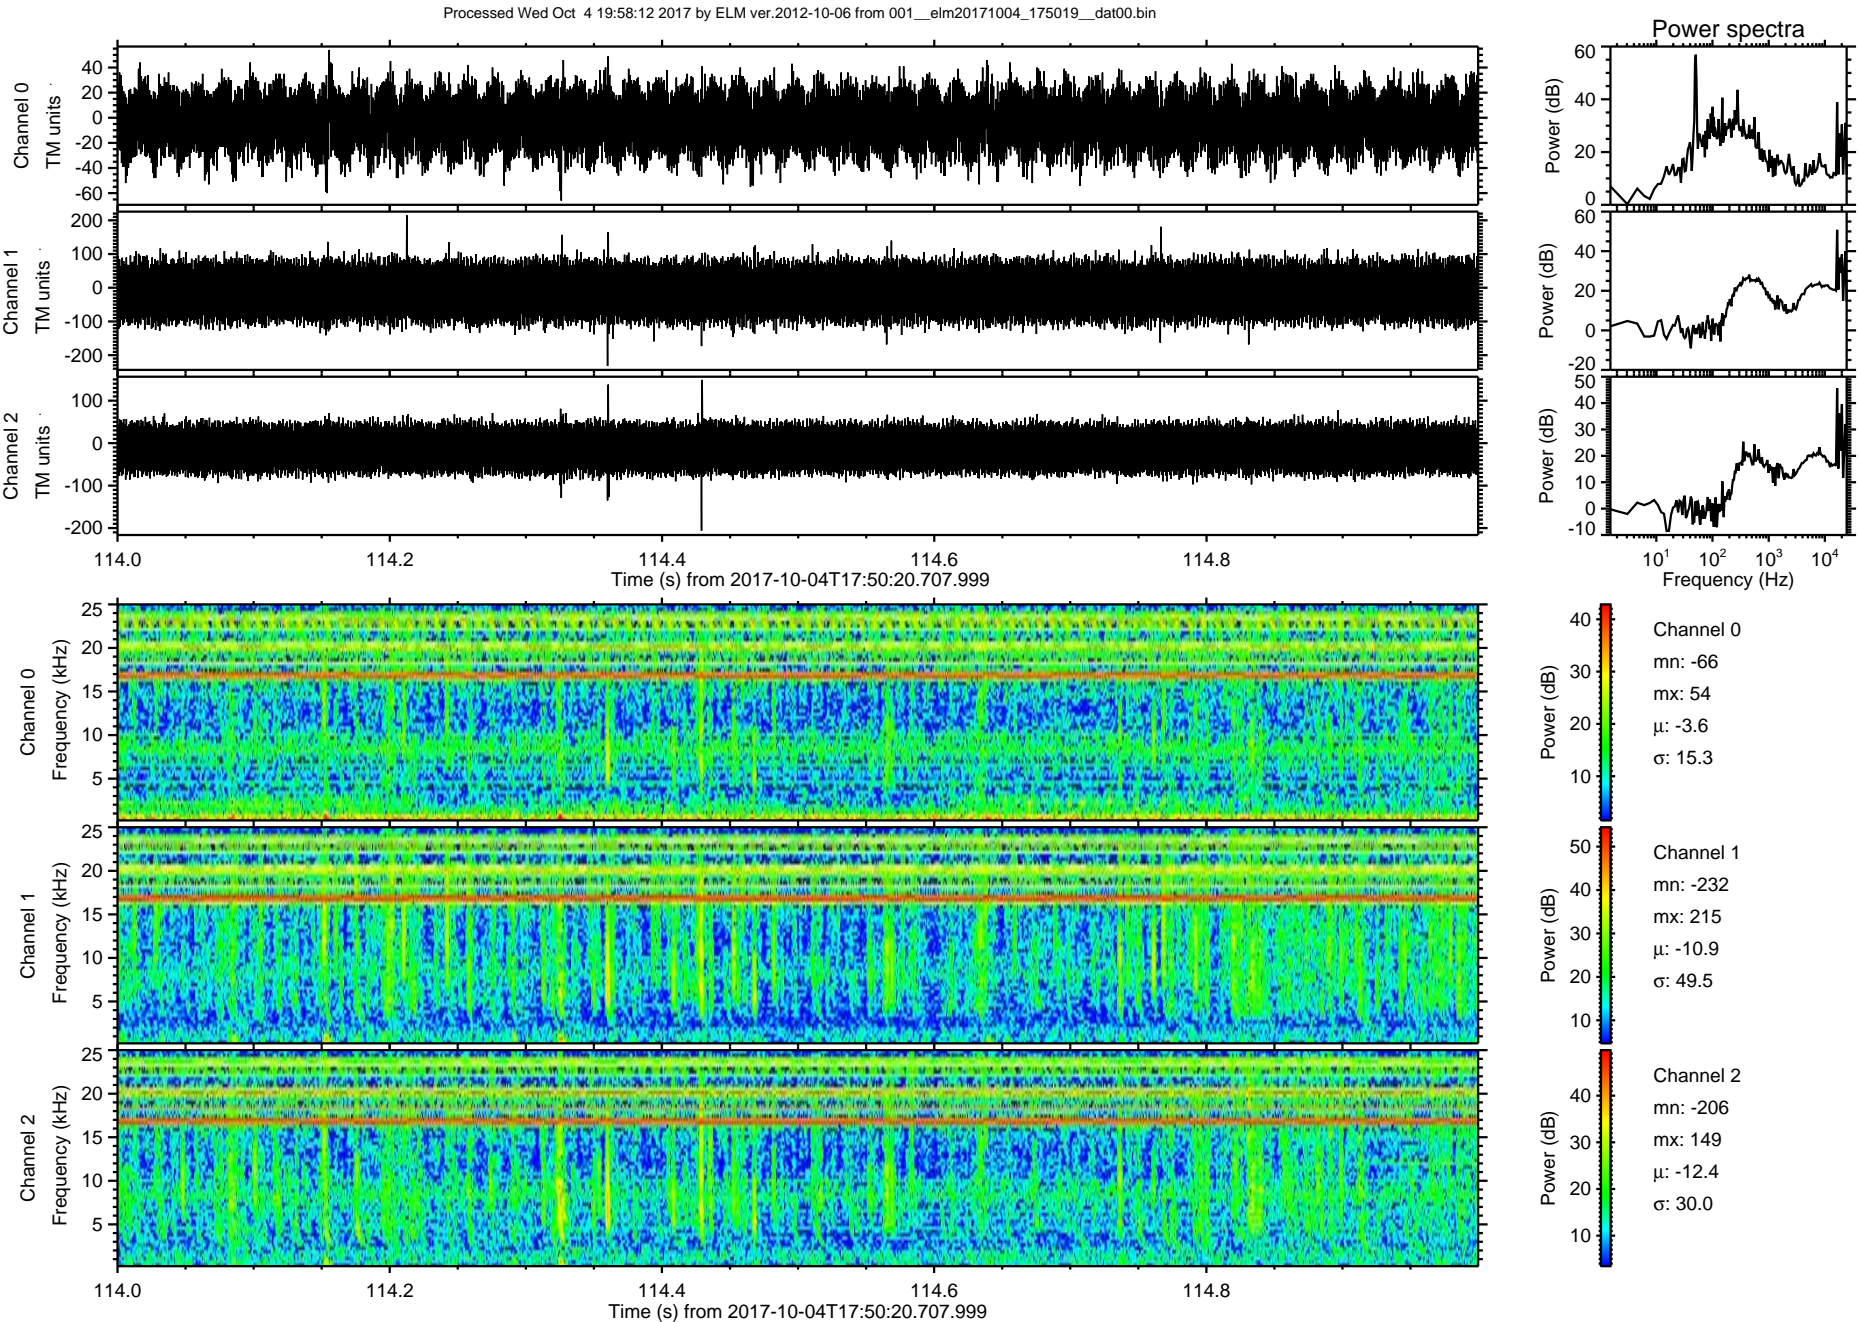 Processed Wed Oct  4 19:58:12 2017 by ELM ver.2012-10-06 from 001__elm20171004_175019__dat00.bin
Power spectra
Channel 0
TM units
40
20
0
-20
-40
-60
Power (dB)
60
40
20
0
Channel 1
TM units
200
100
0
-100
-200
Power (dB)
60
40
20
0
-20
Channel 2
TM units
100
0
-100
-200
Power (dB)
50
40
30
20
10
0
-10
114.0 114.2 114.4 114.6 114.8
Time (s) from 2017-10-04T17:50:20.707.999
10^1 10^2 10^3 10^4
Frequency (Hz)
Channel 0
Frequency (kHz)
25
20
15
10
5
Power (dB)
40
30
20
10
Channel 0
mn: -66
mx: 54
μ: -3.6
σ: 15.3
Channel 1
Frequency (kHz)
25
20
15
10
5
Power (dB)
50
40
30
20
10
Channel 1
mn: -232
mx: 215
μ: -10.9
σ: 49.5
Channel 2
Frequency (kHz)
25
20
15
10
5
Power (dB)
40
30
20
10
Channel 2
mn: -206
mx: 149
μ: -12.4
σ: 30.0
114.0 114.2 114.4 114.6 114.8
Time (s) from 2017-10-04T17:50:20.707.999